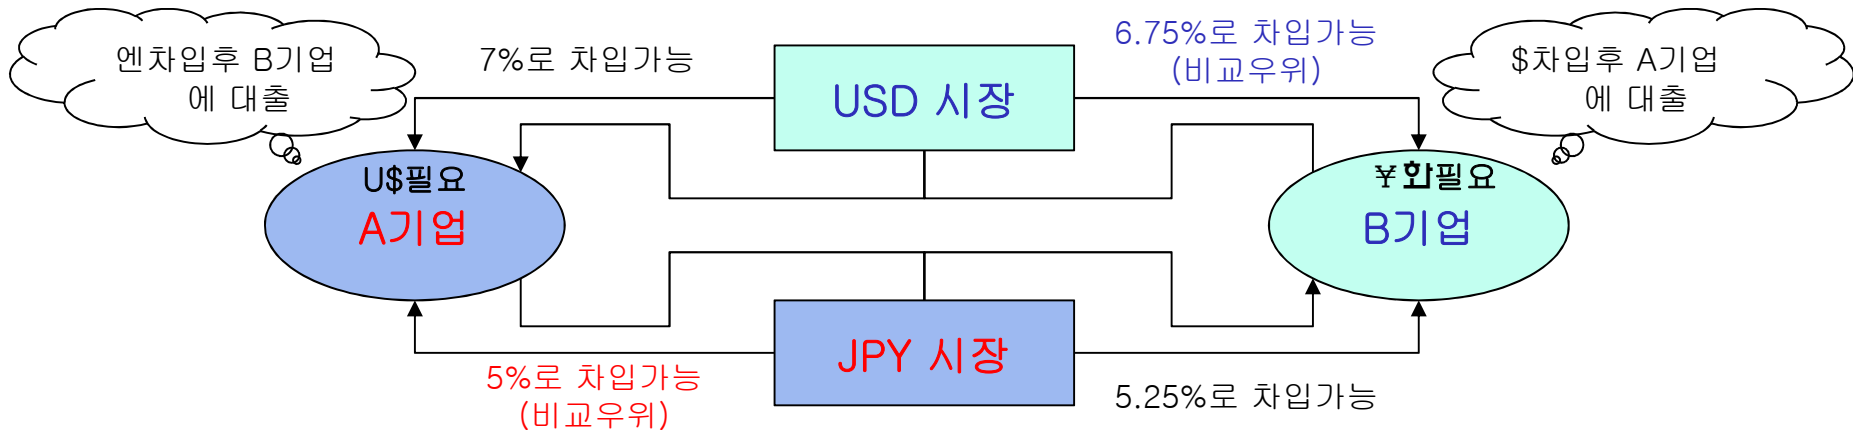 엔차입후 B기업
에 대출
7%로 차입가능
USD 시장
6.75%로 차입가능
(비교우위)
$차입후 A기업
에 대출
U$필요
A기업
¥화필요
B기업
JPY 시장
5%로 차입가능
(비교우위)
5.25%로 차입가능